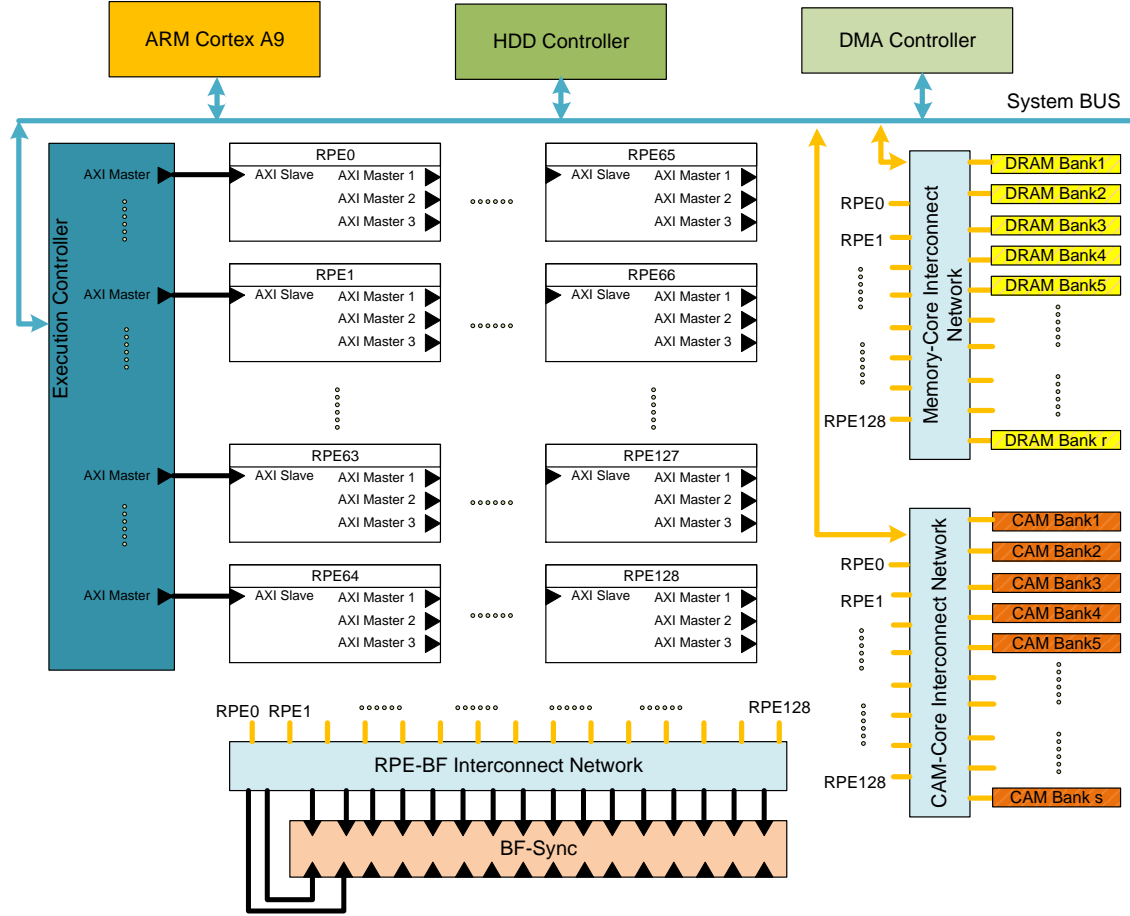 ARM Cortex A9
HDD Controller
DMA Controller
System BUS
Execution Controller
AXI Master
AXI Master
AXI Master
AXI Master
RPE0
AXI Slave
AXI Master 1
AXI Master 2
AXI Master 3
RPE65
AXI Slave
AXI Master 1
AXI Master 2
AXI Master 3
RPE1
AXI Slave
AXI Master 1
AXI Master 2
AXI Master 3
RPE66
AXI Slave
AXI Master 1
AXI Master 2
AXI Master 3
RPE63
AXI Slave
AXI Master 1
AXI Master 2
AXI Master 3
RPE127
AXI Slave
AXI Master 1
AXI Master 2
AXI Master 3
RPE64
AXI Slave
AXI Master 1
AXI Master 2
AXI Master 3
RPE128
AXI Slave
AXI Master 1
AXI Master 2
AXI Master 3
RPE0
RPE1
RPE128
Memory-Core Interconnect
Network
DRAM Bank1
DRAM Bank2
DRAM Bank3
DRAM Bank4
DRAM Bank5
DRAM Bank r
RPE0
RPE1
RPE128
CAM-Core Interconnect Network
CAM Bank1
CAM Bank2
CAM Bank3
CAM Bank4
CAM Bank5
CAM Bank s
RPE0
RPE1
RPE128
RPE-BF Interconnect Network
BF-Sync